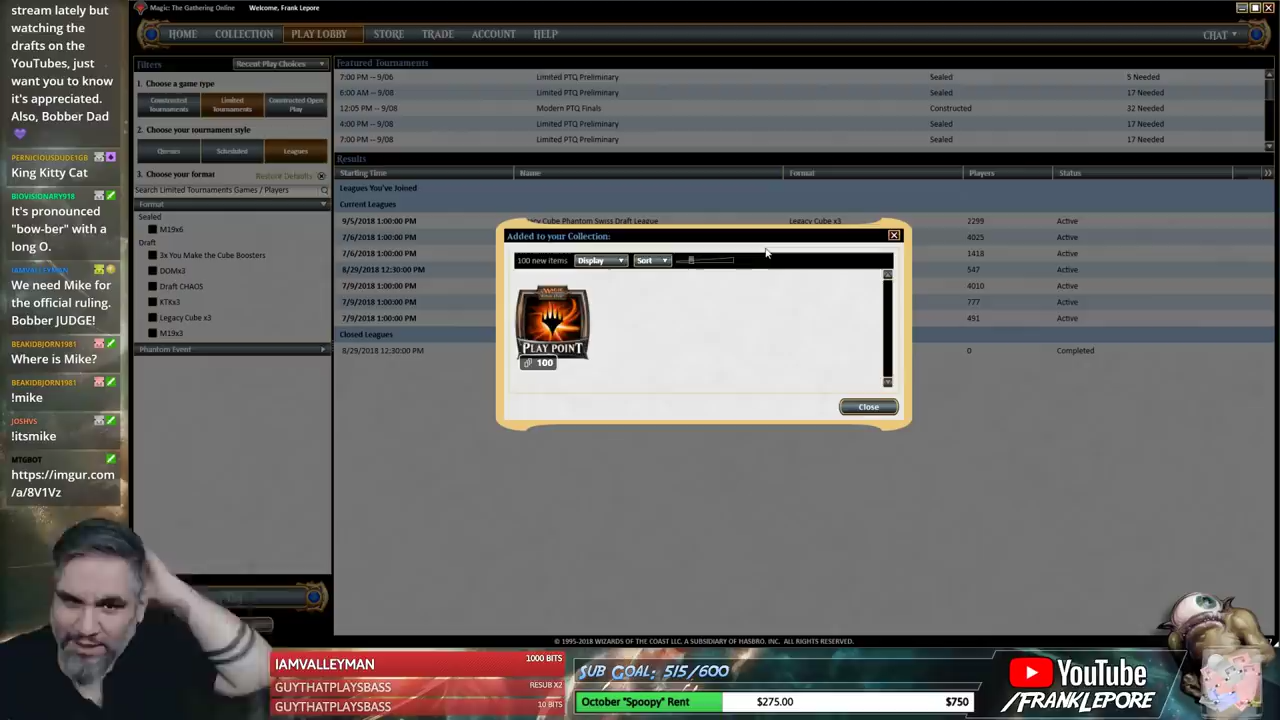 stream lately but
watching the
drafts on the
YouTubes, just
want you to know
it's appreciated.
Also, Bobber Dad
PERNICIOUSDUDE1GB
King Kitty Cat
BIOVISIONARY918
It's pronounced
"bow-ber" with a
long O.
IAMVALLEYMAN
We need Mike for
the official ruling.
Bobber JUDGE!
BEAKIDBJORN1981
Where is Mike?
BEAKIDBJORN1981
!mike
JOSHVS
!itsmike
MTGBOT
https://imgur.com
/a/8V1Vz
Magic: The Gathering Online Welcome, Frank Lepore
HOME COLLECTION PLAY LOBBY STORE TRADE ACCOUNT HELP CHAT
Filters Recent Play Choices
1. Choose a game type
Constructed Tournaments Limited Tournaments Constructed Open Play
2. Choose your tournament style
Queues Scheduled Leagues
3. Choose your format Restore Defaults
Search Limited Tournaments Games / Players
Format
Sealed
M19x6
Draft
3x You Make the Cube Boosters
DOMx3
Draft CHAOS
KTKx3
Legacy Cube x3
M19x3
Phantom Event
Featured Tournaments
7:00 PM -- 9/06 Limited PTQ Preliminary Sealed 5 Needed
6:00 AM -- 9/08 Limited PTQ Preliminary Sealed 17 Needed
12:05 PM -- 9/08 Modern PTQ Finals Constructed 32 Needed
4:00 PM -- 9/08 Limited PTQ Preliminary Sealed 17 Needed
7:00 PM -- 9/08 Limited PTQ Preliminary Sealed 17 Needed
Results
Starting Time Name Format Players Status
Leagues You've Joined
Current Leagues
9/5/2018 1:00:00 PM Cube Phantom Swiss Draft League Legacy Cube x3 2299 Active
7/6/2018 1:00:00 PM 4025 Active
7/6/2018 1:00:00 PM 1418 Active
8/29/2018 12:30:00 PM 547 Active
7/9/2018 1:00:00 PM 4010 Active
7/9/2018 1:00:00 PM 777 Active
7/9/2018 1:00:00 PM 491 Active
Closed Leagues
8/29/2018 12:30:00 PM 0 Completed
Added to your Collection:
100 new items Display Sort
PLAY POINT
100
Close
© 1995-2018 WIZARDS OF THE COAST LLC. A SUBSIDIARY OF HASBRO, INC. ALL RIGHTS RESERVED.
IAMVALLEYMAN 1000 BITS
GUYTHATPLAYSBASS RESUB X2
GUYTHATPLAYSBASS 10 BITS
SUB GOAL: 515/600
October "Spoopy" Rent $275.00 $750
YouTube
/FRANKLEPORE